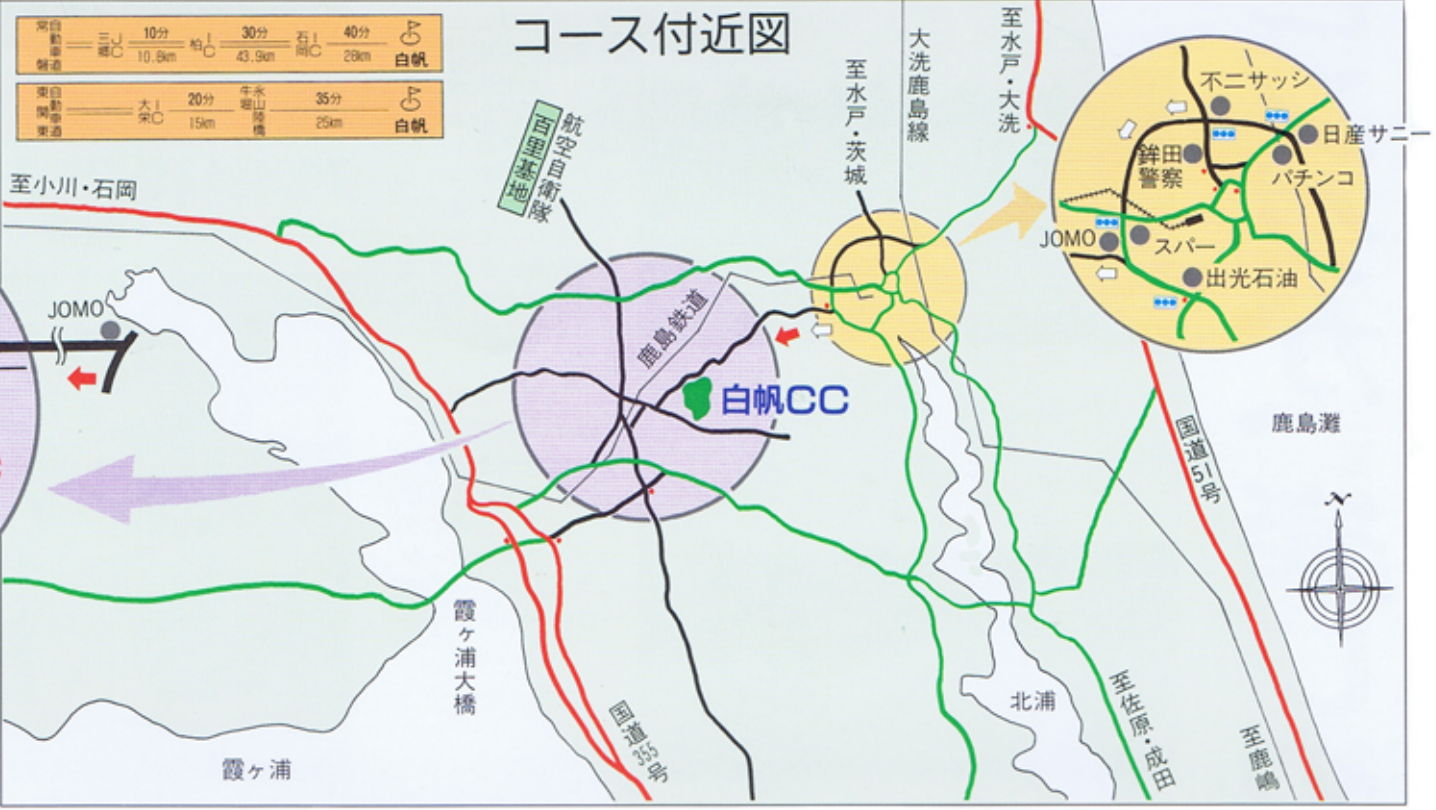 コース付近図
常磐自動車道
三郷JC
10分
10.8km
柏IC
30分
43.9km
石岡IC
40分
28km
白帆
東関東自動車道
大栄IC
20分
15km
牛堀
永山陸橋
35分
25km
白帆
至小川・石岡
航空自衛隊
百里基地
至水戸・茨城
大洗鹿島線
至水戸・大洗
不二サッシ
日産サニー
鉾田
警察
パチンコ
JOMO
スパー
出光石油
JOMO
鹿島鉄道
白帆CC
国道51号
鹿島灘
N
霞ヶ浦大橋
霞ヶ浦
国道355号
北浦
至佐原・成田
至鹿嶋